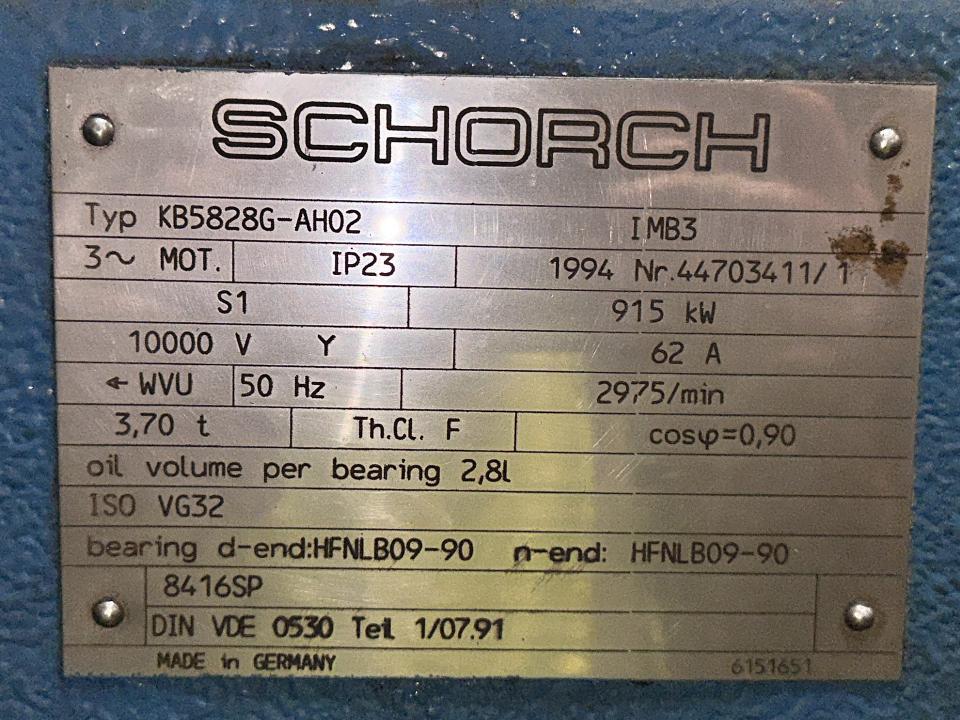 SCHORCH
Typ KB5828G-AH02 IMB3
3~ MOT. IP23 1994 Nr.44703411/1
S1 915 kW
10000 V Y 62 A
← WVU 50 Hz 2975/min
3,70 t Th.Cl. F cosφ=0,90
oil volume per bearing 2,8l
ISO VG32
bearing d-end:HFNLB09-90 n-end: HFNLB09-90
8416SP
DIN VDE 0530 Teil 1/07.91
MADE in GERMANY 6151651